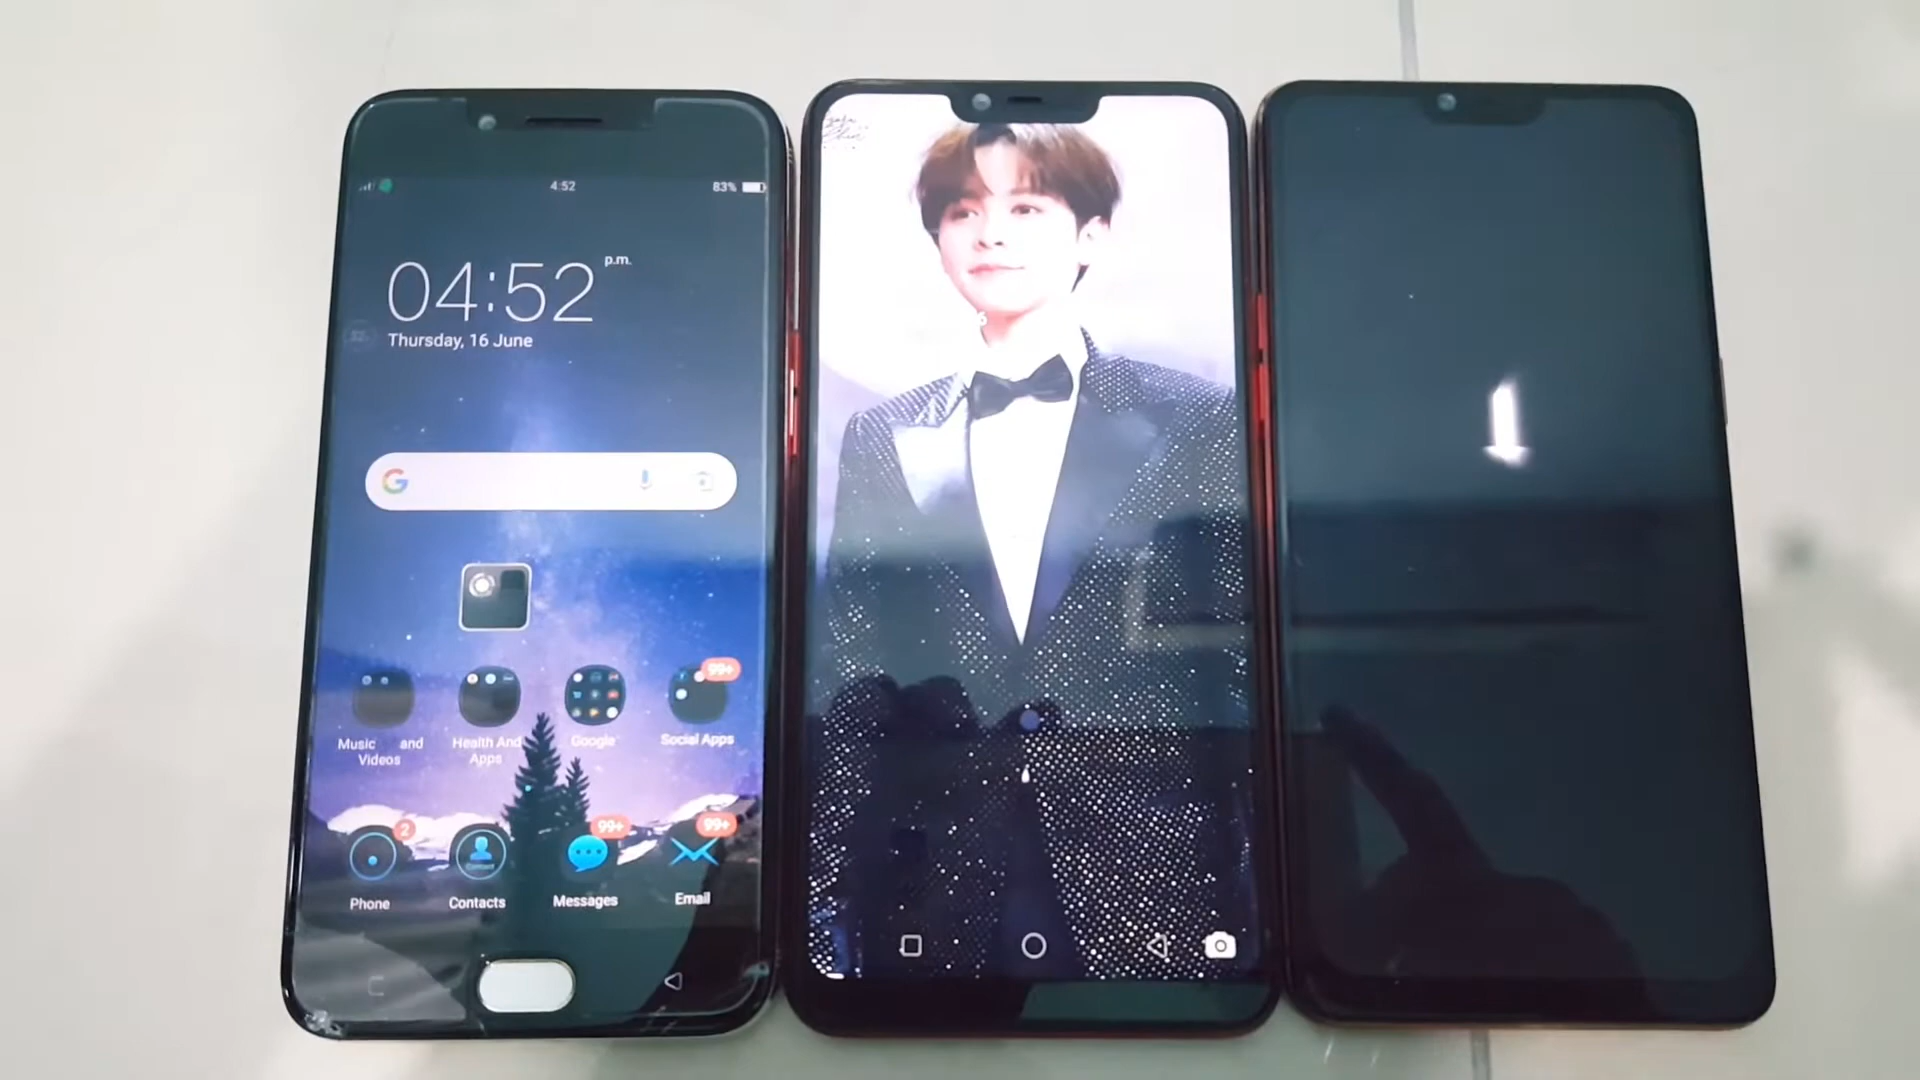 4:52
83%
04:52 p.m.
Thursday, 16 June
G
99+
Music and Videos
Health And Apps
Google
Social Apps
2
99+
99+
Phone
Contacts
Messages
Email